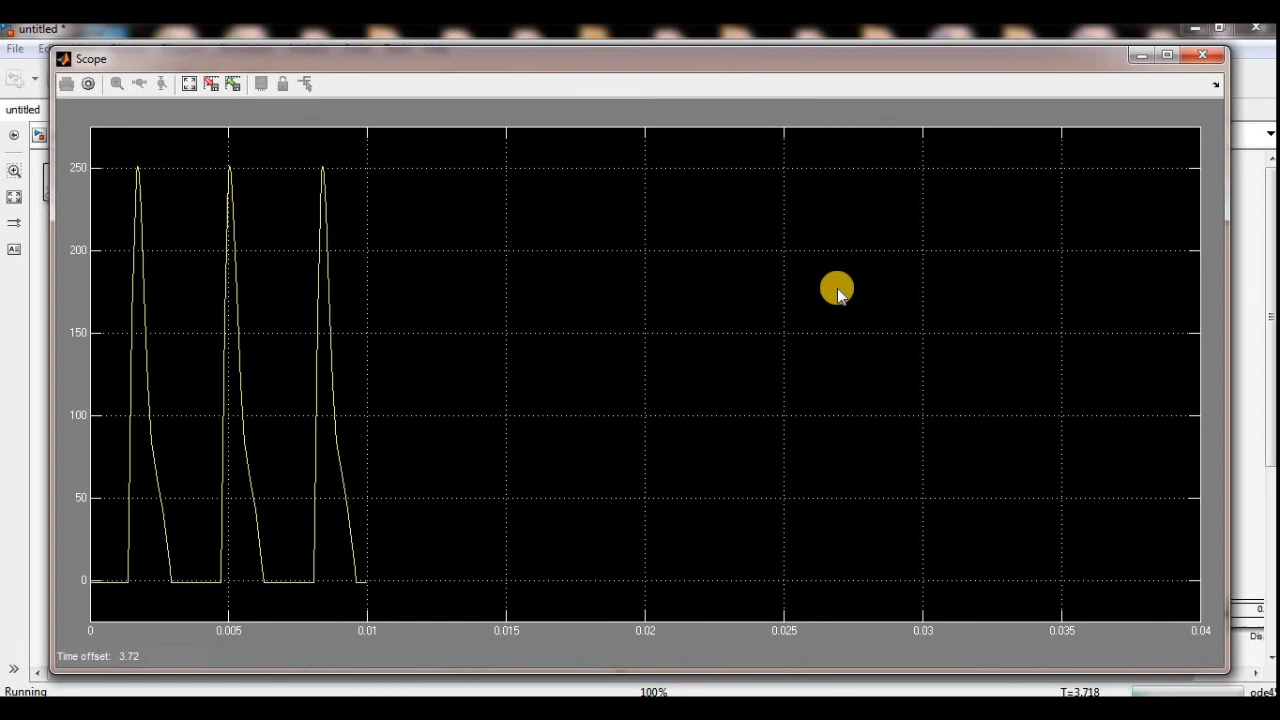 untitled *
File
Scope
untitled
250
200
150
100
50
0
0 0.005 0.01 0.015 0.02 0.025 0.03 0.035 0.04
Time offset: 3.72
Running 100% T=3.718